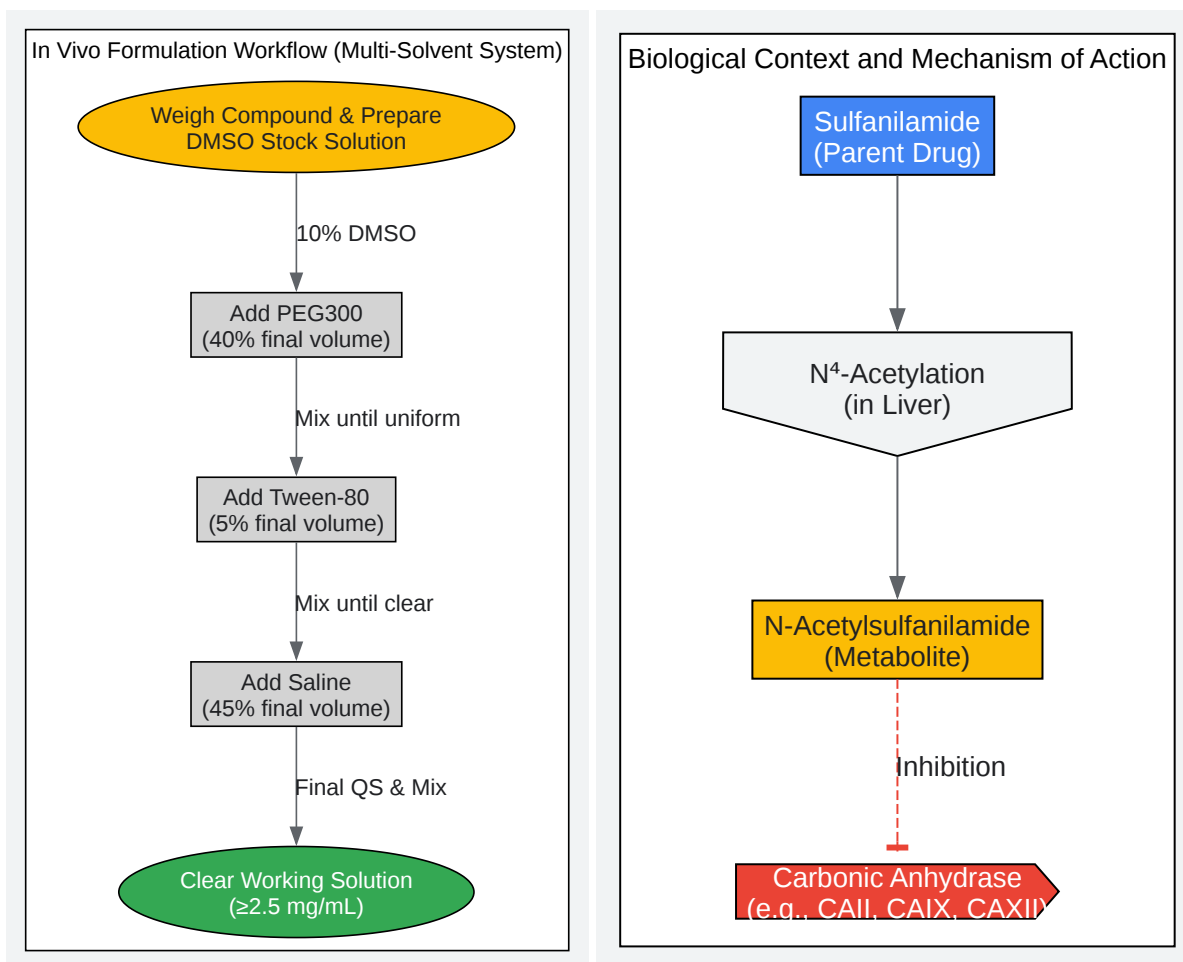 In Vivo Formulation Workflow (Multi-Solvent System)
Weigh Compound & Prepare
DMSO Stock Solution
10% DMSO
Add PEG300
(40% final volume)
Mix until uniform
Add Tween-80
(5% final volume)
Mix until clear
Add Saline
(45% final volume)
Final QS & Mix
Clear Working Solution
(≥2.5 mg/mL)
Biological Context and Mechanism of Action
Sulfanilamide
(Parent Drug)
N⁴-Acetylation
(in Liver)
N-Acetylsulfanilamide
(Metabolite)
Inhibition
Carbonic Anhydrase
(e.g., CAII, CAIX, CAXII)